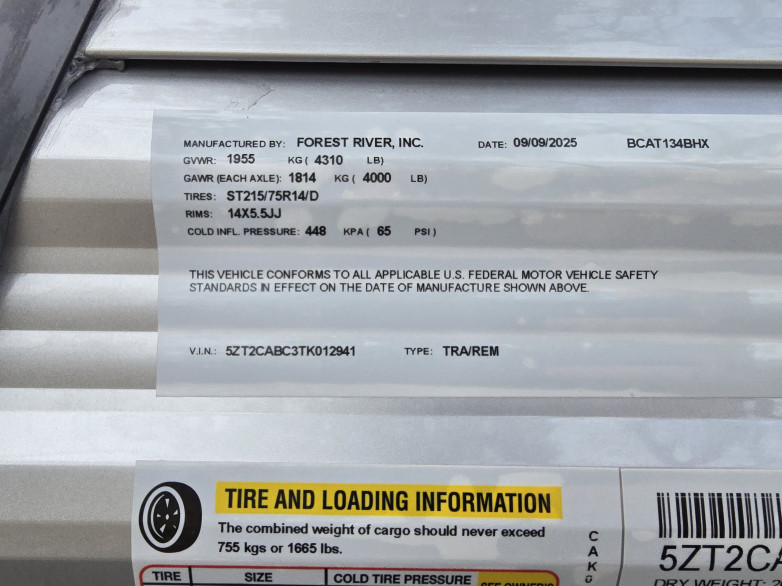 MANUFACTURED BY: FOREST RIVER, INC. DATE: 09/09/2025 BCAT134BHX
GVWR: 1955 KG ( 4310 LB)
GAWR (EACH AXLE): 1814 KG ( 4000 LB)
TIRES: ST215/75R14/D
RIMS: 14X5.5JJ
COLD INFL. PRESSURE: 448 KPA ( 65 PSI )
THIS VEHICLE CONFORMS TO ALL APPLICABLE U.S. FEDERAL MOTOR VEHICLE SAFETY
STANDARDS IN EFFECT ON THE DATE OF MANUFACTURE SHOWN ABOVE.
V.I.N.: 5ZT2CABC3TK012941 TYPE: TRA/REM
TIRE AND LOADING INFORMATION
The combined weight of cargo should never exceed
755 kgs or 1665 lbs.
TIRE SIZE COLD TIRE PRESSURE SEE OWNER'S
C
A
K
5ZT2CA
DRY WEIGHT